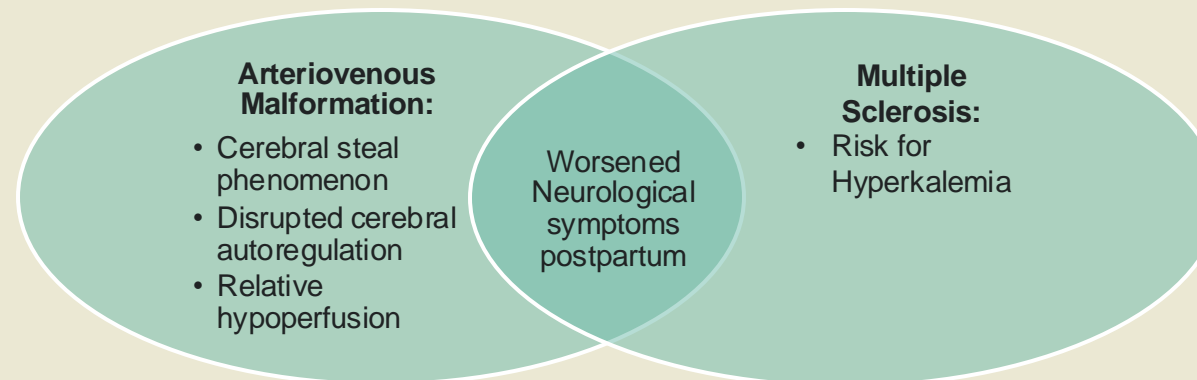 Arteriovenous
Malformation:
• Cerebral steal
phenomenon
• Disrupted cerebral
autoregulation
• Relative
hypoperfusion
Worsened
Neurological
symptoms
postpartum
Multiple
Sclerosis:
• Risk for
Hyperkalemia